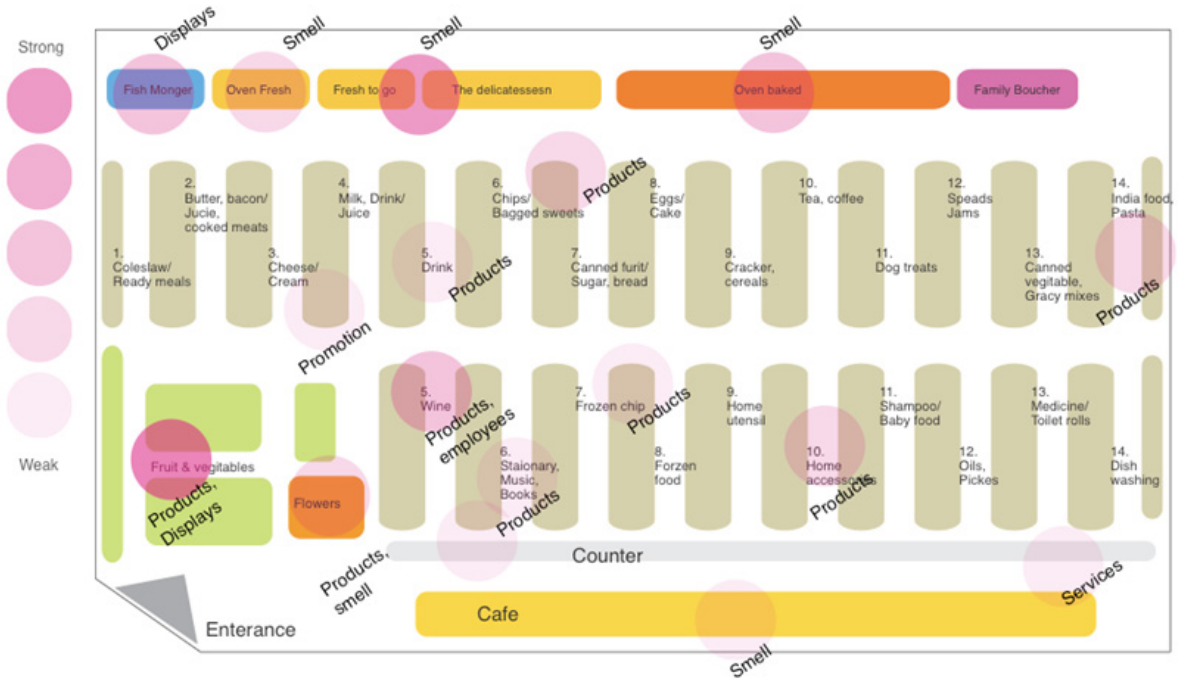 Displays
Smell
Smell
Smell
Strong
Fish Monger
Oven Fresh
Fresh to go
The delicatessesn
Oven baked
Family Boucher
Products
2.
Butter, bacon/
Jucie,
cooked meats
4.
Milk, Drink/
Juice
6.
Chips/
Bagged sweets
8.
Eggs/
Cake
10.
Tea, coffee
12.
Speads
Jams
14.
India food,
Pasta
1.
Coleslaw/
Ready meals
3.
Cheese/
Cream
5.
Drink
Products
7.
Canned furit/
Sugar, bread
9.
Cracker,
cereals
11.
Dog treats
13.
Canned
vegitable,
Gracy mixes
Products
Promotion
5.
Wine
Products,
employees
7.
Frozen chip
Products
9.
Home
utensil
11.
Shampoo/
Baby food
13.
Medicine/
Toilet rolls
Weak
Fruit & vegitables
Products,
Displays
Flowers
6.
Staionary,
Music,
Books
Products
8.
Forzen
food
10.
Home
accessories
Products
12.
Oils,
Pickes
14.
Dish
washing
Products,
smell
Counter
Services
Enterance
Cafe
Smell